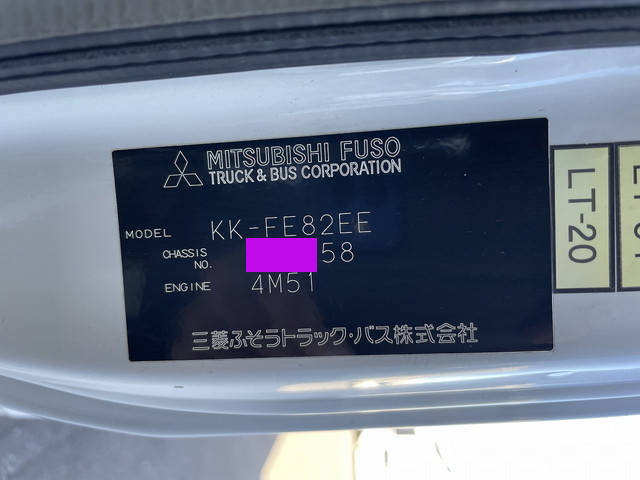 MITSUBISHI FUSO
TRUCK & BUS CORPORATION
MODEL KK-FE82EE
CHASSIS NO. 58
ENGINE 4M51
三菱ふそうトラック・バス株式会社
LT-20